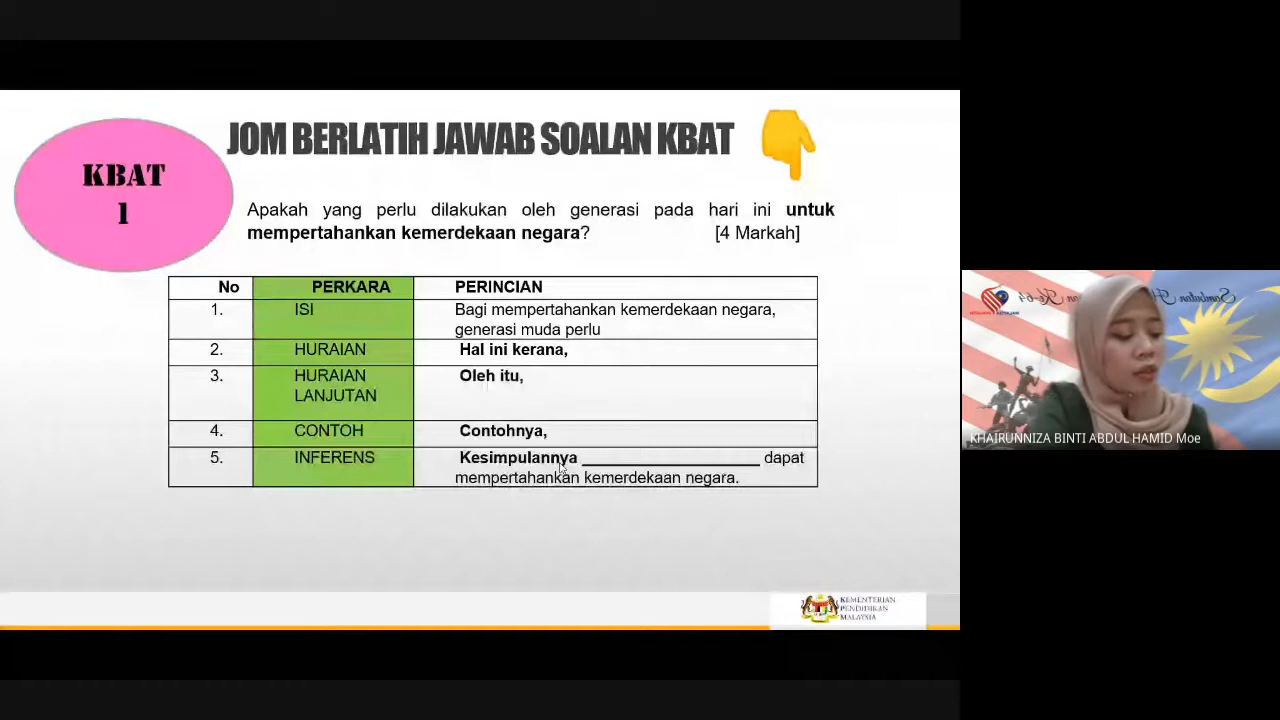 JOM BERLATIH JAWAB SOALAN KBAT
KBAT
1
Apakah yang perlu dilakukan oleh generasi pada hari ini untuk
mempertahankan kemerdekaan negara? [4 Markah]
No PERKARA PERINCIAN
1. ISI Bagi mempertahankan kemerdekaan negara,
generasi muda perlu
2. HURAIAN Hal ini kerana,
3. HURAIAN Oleh itu,
LANJUTAN
4. CONTOH Contohnya,
5. INFERENS Kesimpulannya ____________________ dapat
mempertahankan kemerdekaan negara.
KEMENTERIAN
PENDIDIKAN
MALAYSIA
KHAIRUNNIZA BINTI ABDUL HAMID Moe